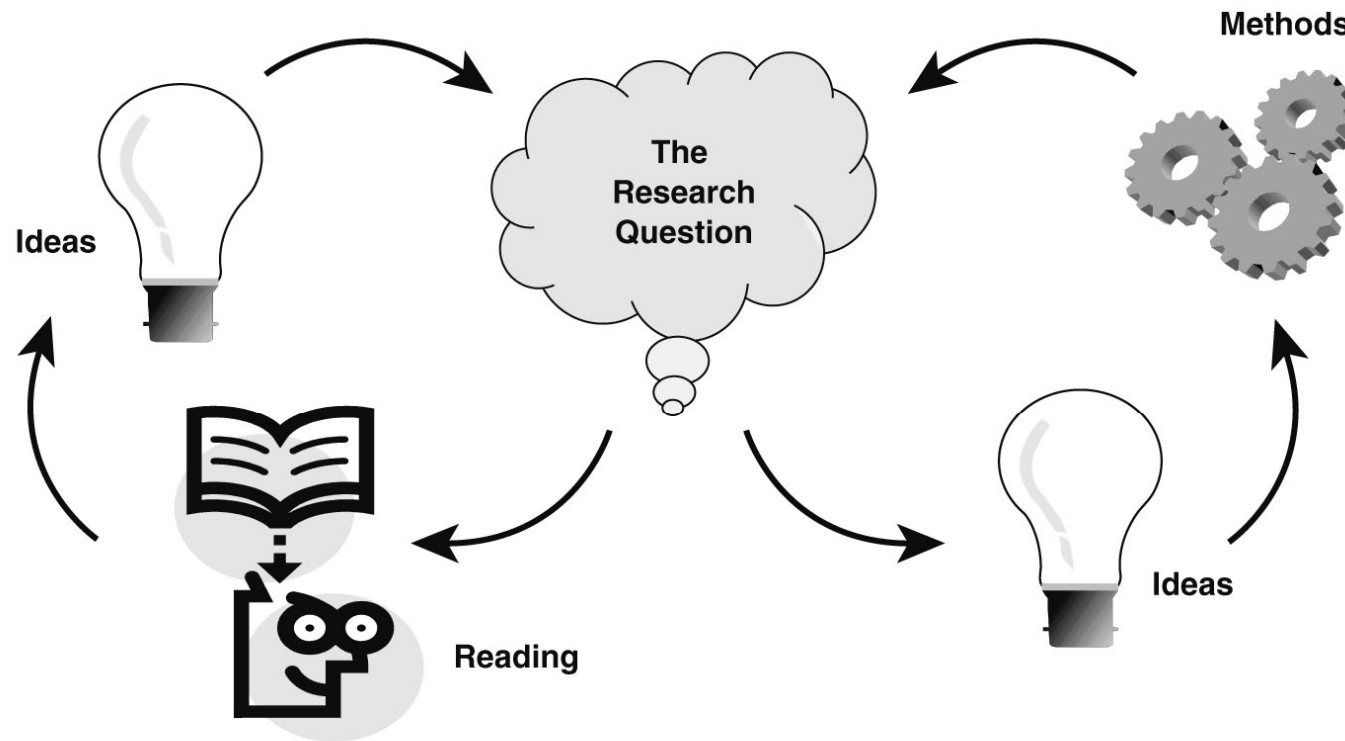 Methods
The
Research
Question
Ideas
Ideas
Reading